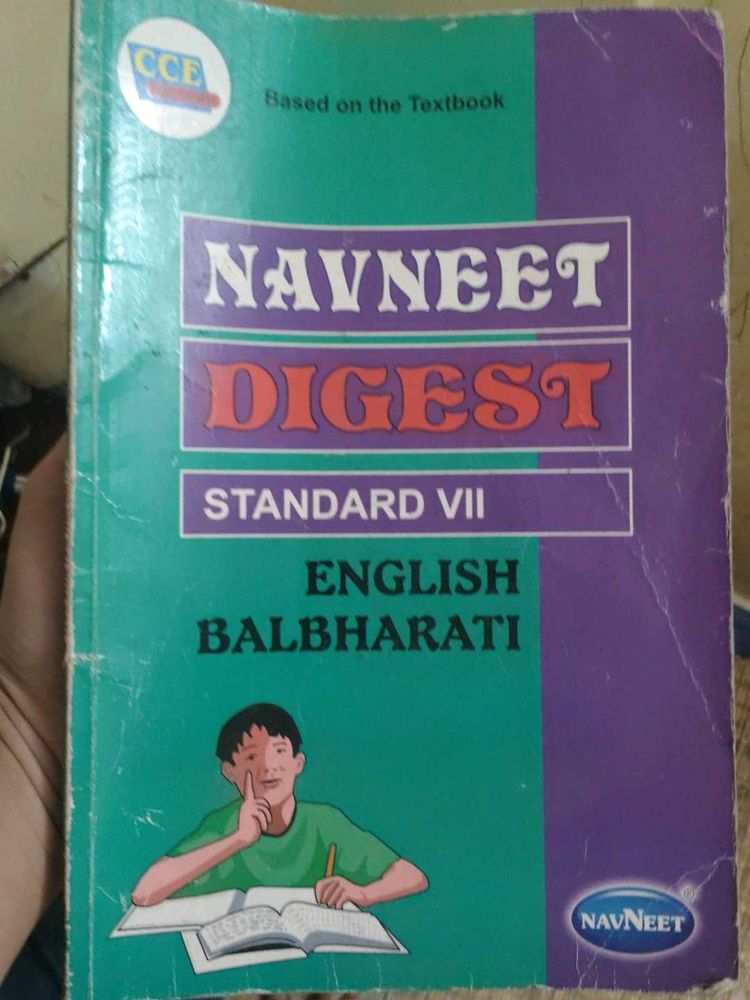 CCE
Based on the Textbook
NAVNEET
DIGEST
STANDARD VII
ENGLISH
BALBHARATI
NAVNEET